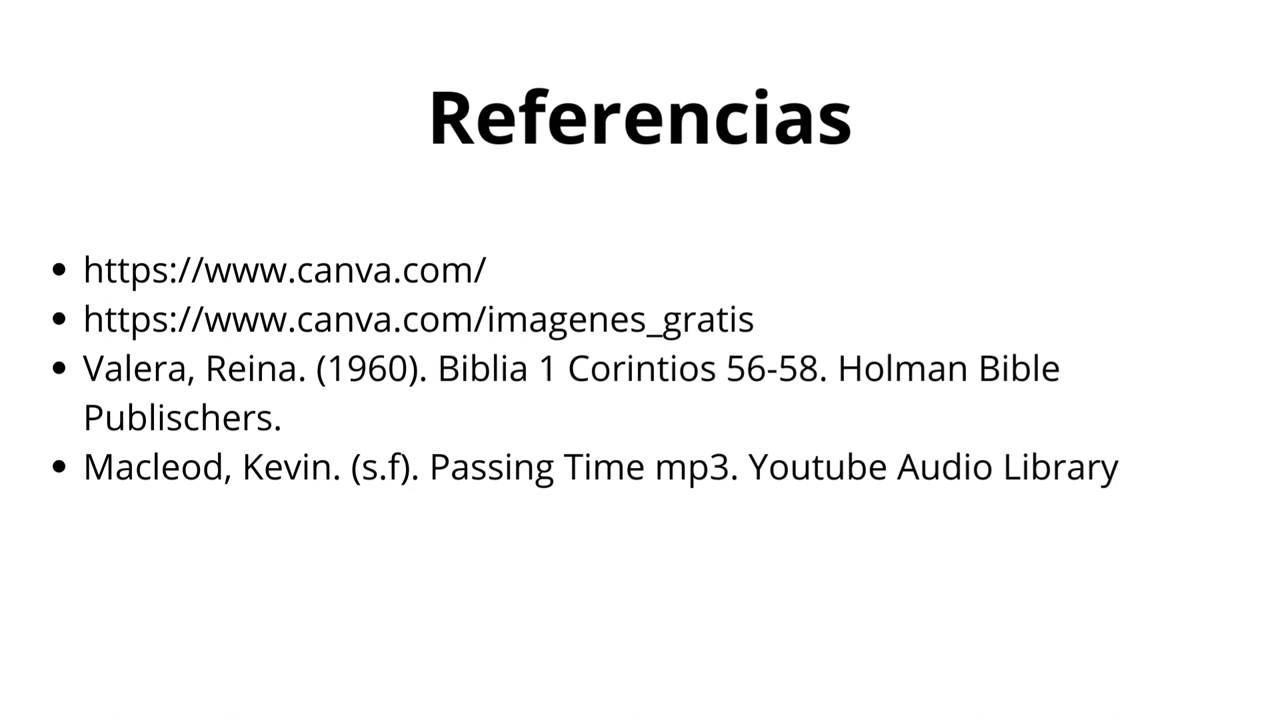 Referencias
• https://www.canva.com/
• https://www.canva.com/imagenes_gratis
• Valera, Reina. (1960). Biblia 1 Corintios 56-58. Holman Bible
Publischers.
• Macleod, Kevin. (s.f). Passing Time mp3. Youtube Audio Library